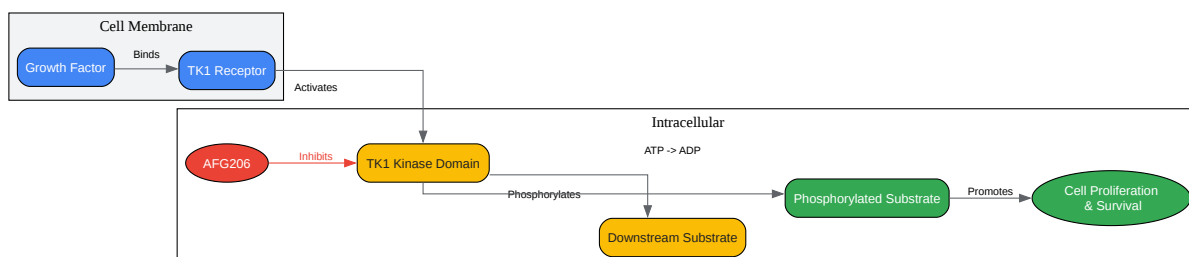 Cell Membrane
Growth Factor
Binds
TK1 Receptor
Activates
Intracellular
AFG206
Inhibits
TK1 Kinase Domain
ATP -> ADP
Phosphorylates
Downstream Substrate
Phosphorylated Substrate
Promotes
Cell Proliferation
& Survival